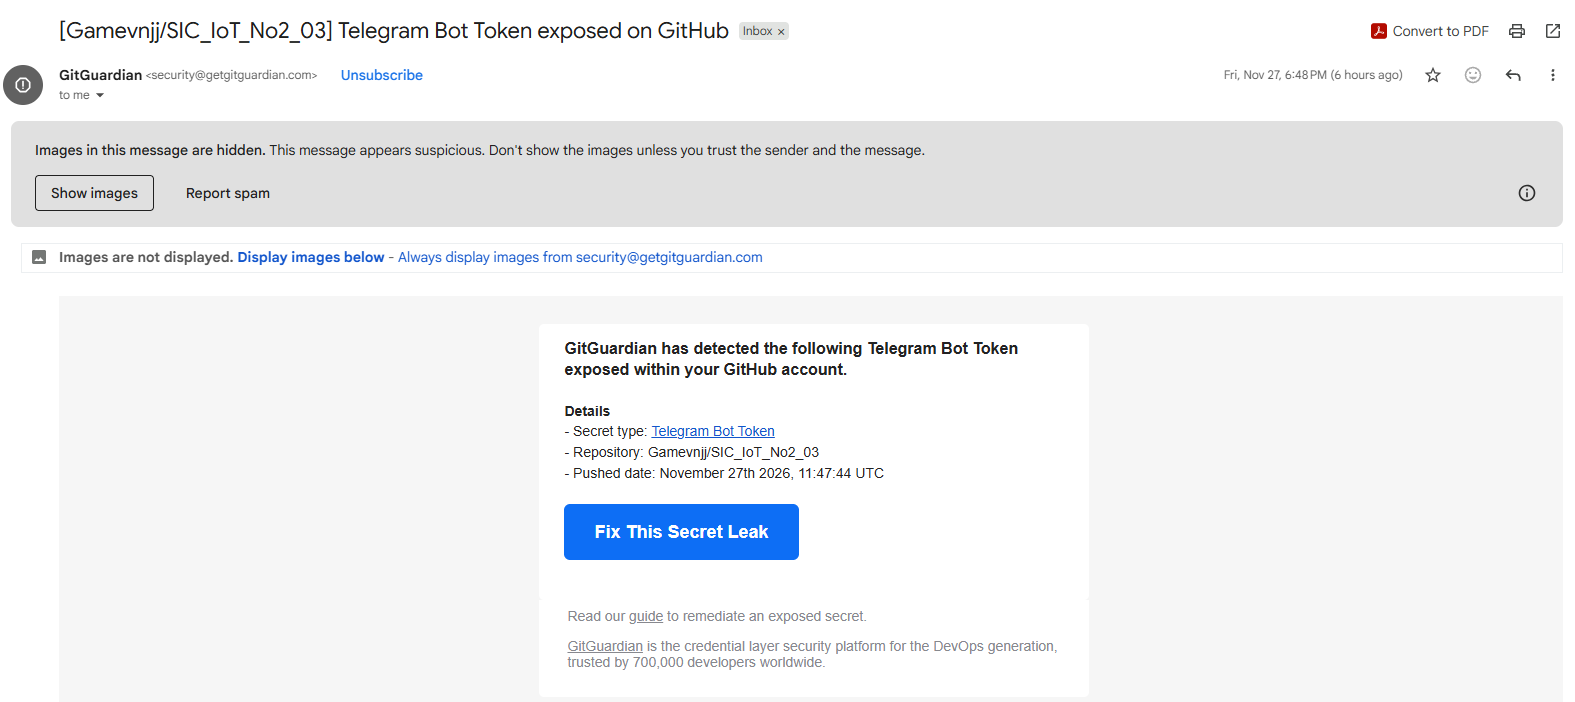 [Gamevnjj/SIC_IoT_No2_03] Telegram Bot Token exposed on GitHub Inbox ×
Convert to PDF
GitGuardian <security@getgitguardian.com> Unsubscribe
Fri, Nov 27, 6:48 PM (6 hours ago)
to me
Images in this message are hidden. This message appears suspicious. Don't show the images unless you trust the sender and the message.
Show images Report spam
Images are not displayed. Display images below - Always display images from security@getgitguardian.com
GitGuardian has detected the following Telegram Bot Token
exposed within your GitHub account.
Details
- Secret type: Telegram Bot Token
- Repository: Gamevnjj/SIC_IoT_No2_03
- Pushed date: November 27th 2026, 11:47:44 UTC
Fix This Secret Leak
Read our guide to remediate an exposed secret.
GitGuardian is the credential layer security platform for the DevOps generation,
trusted by 700,000 developers worldwide.